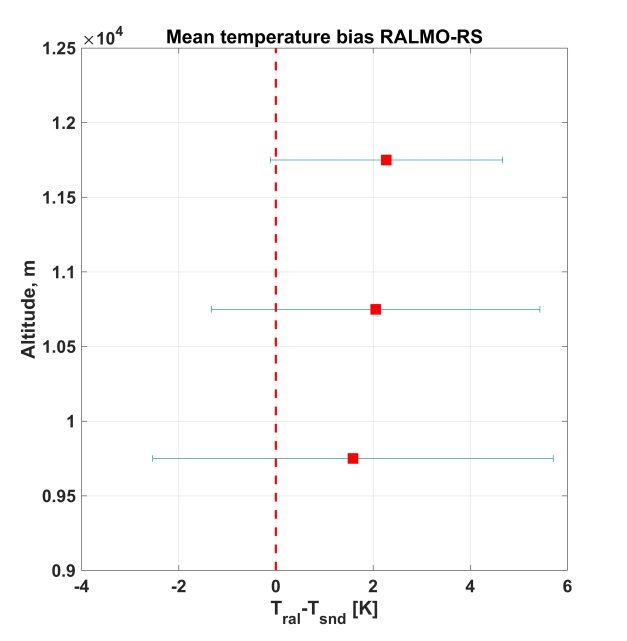 Mean temperature bias RALMO-RS
×10⁴
1.25
1.2
1.15
1.1
1.05
1
0.95
0.9
Altitude, m
-4 -2 0 2 4 6
T_ral-T_snd [K]